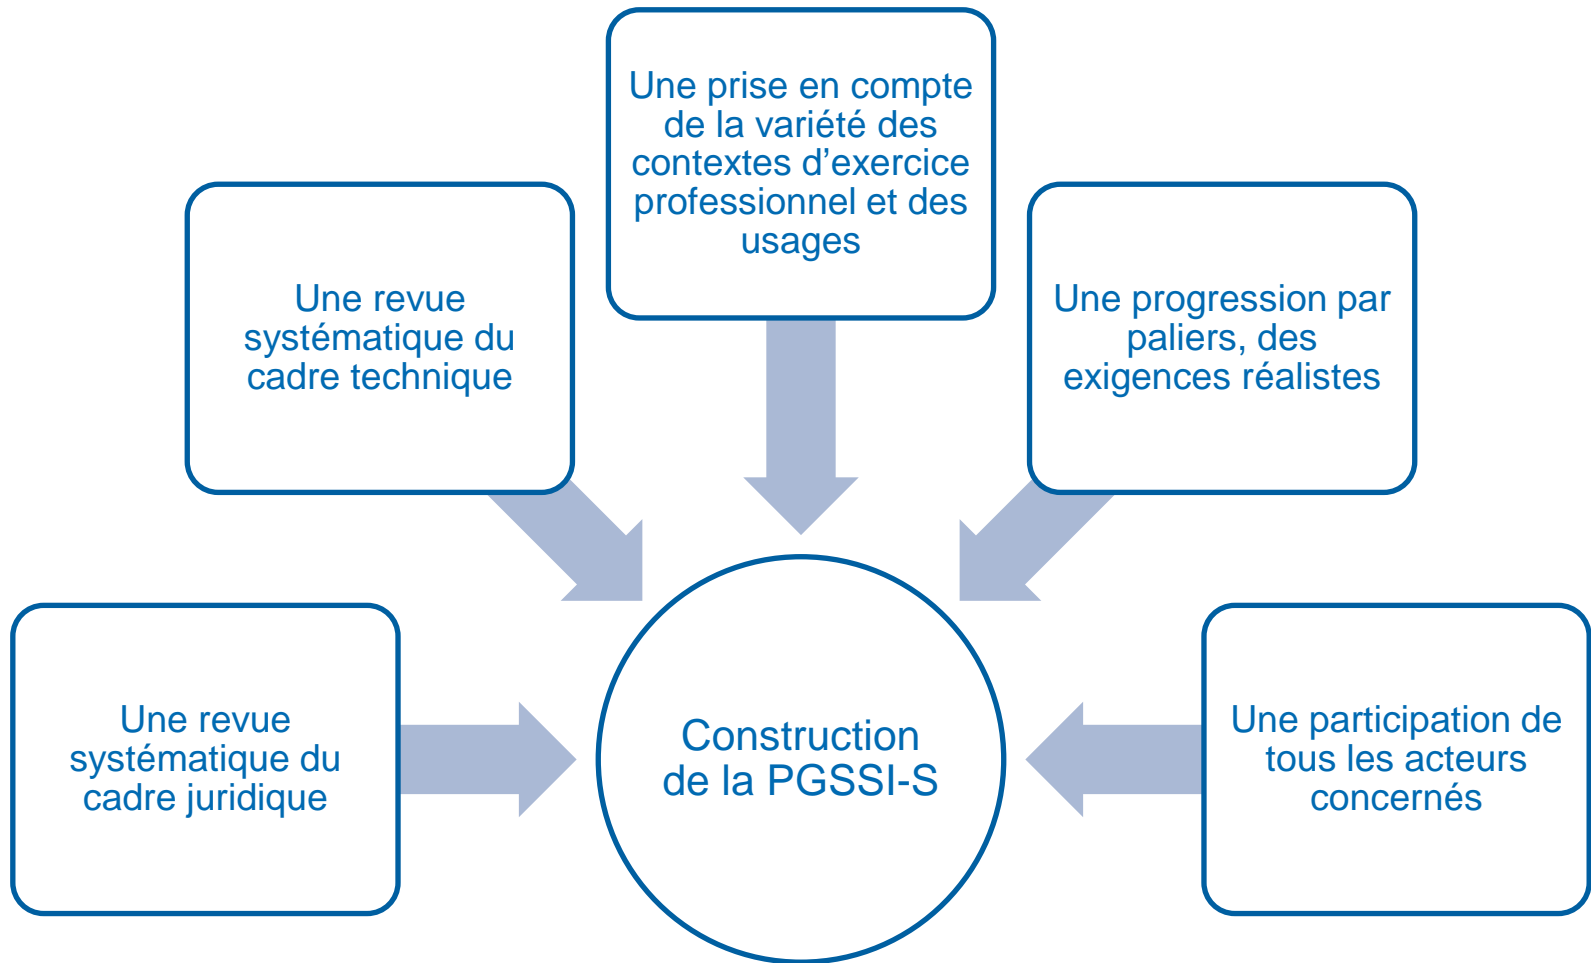 Une prise en compte
de la variété des
contextes d’exercice
professionnel et des
usages
Une revue
systématique du
cadre technique
Une progression par
paliers, des
exigences réalistes
Une revue
systématique du
cadre juridique
Construction
de la PGSSI-S
Une participation de
tous les acteurs
concernés